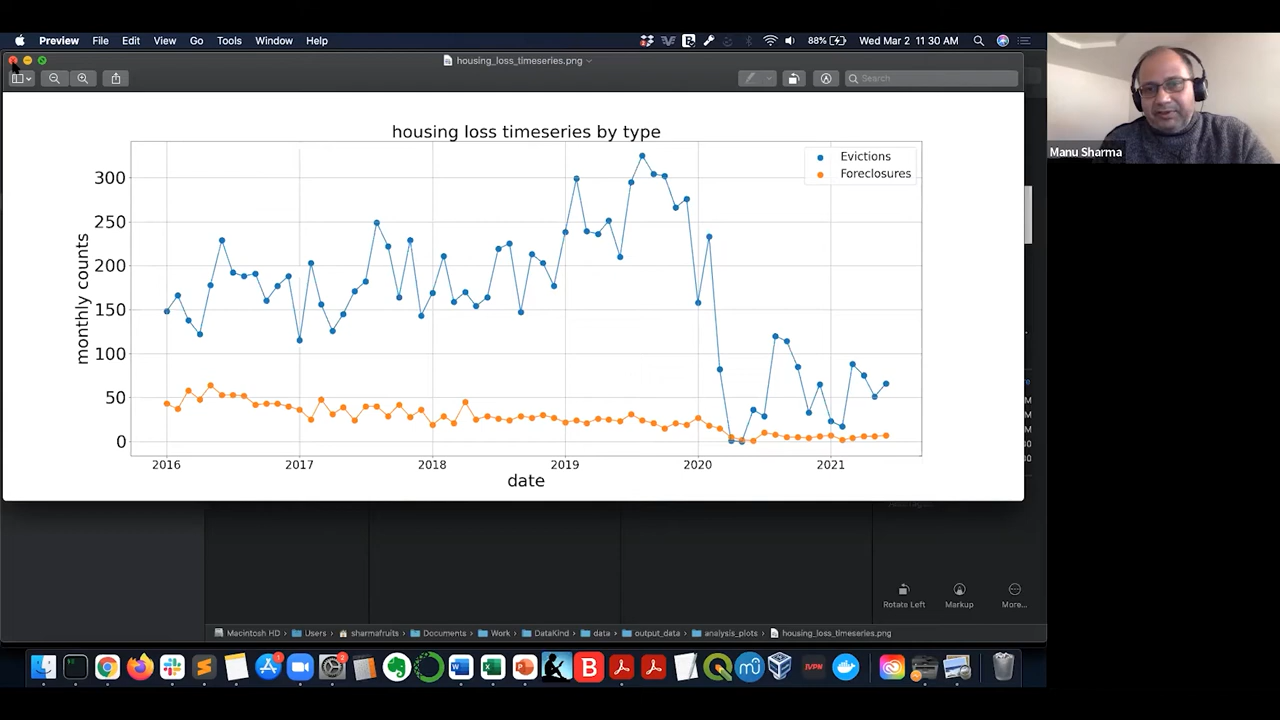 Preview File Edit View Go Tools Window Help 88% Wed Mar 2 11:30 AM
housing_loss_timeseries.png
Search
Manu Sharma
housing loss timeseries by type
Evictions
Foreclosures
monthly counts
300
250
200
150
100
50
0
2016 2017 2018 2019 2020 2021
date
Rotate Left Markup More...
Macintosh HD Users sharmafruits Documents Work DataKind data output_data analysis_plots housing_loss_timeseries.png